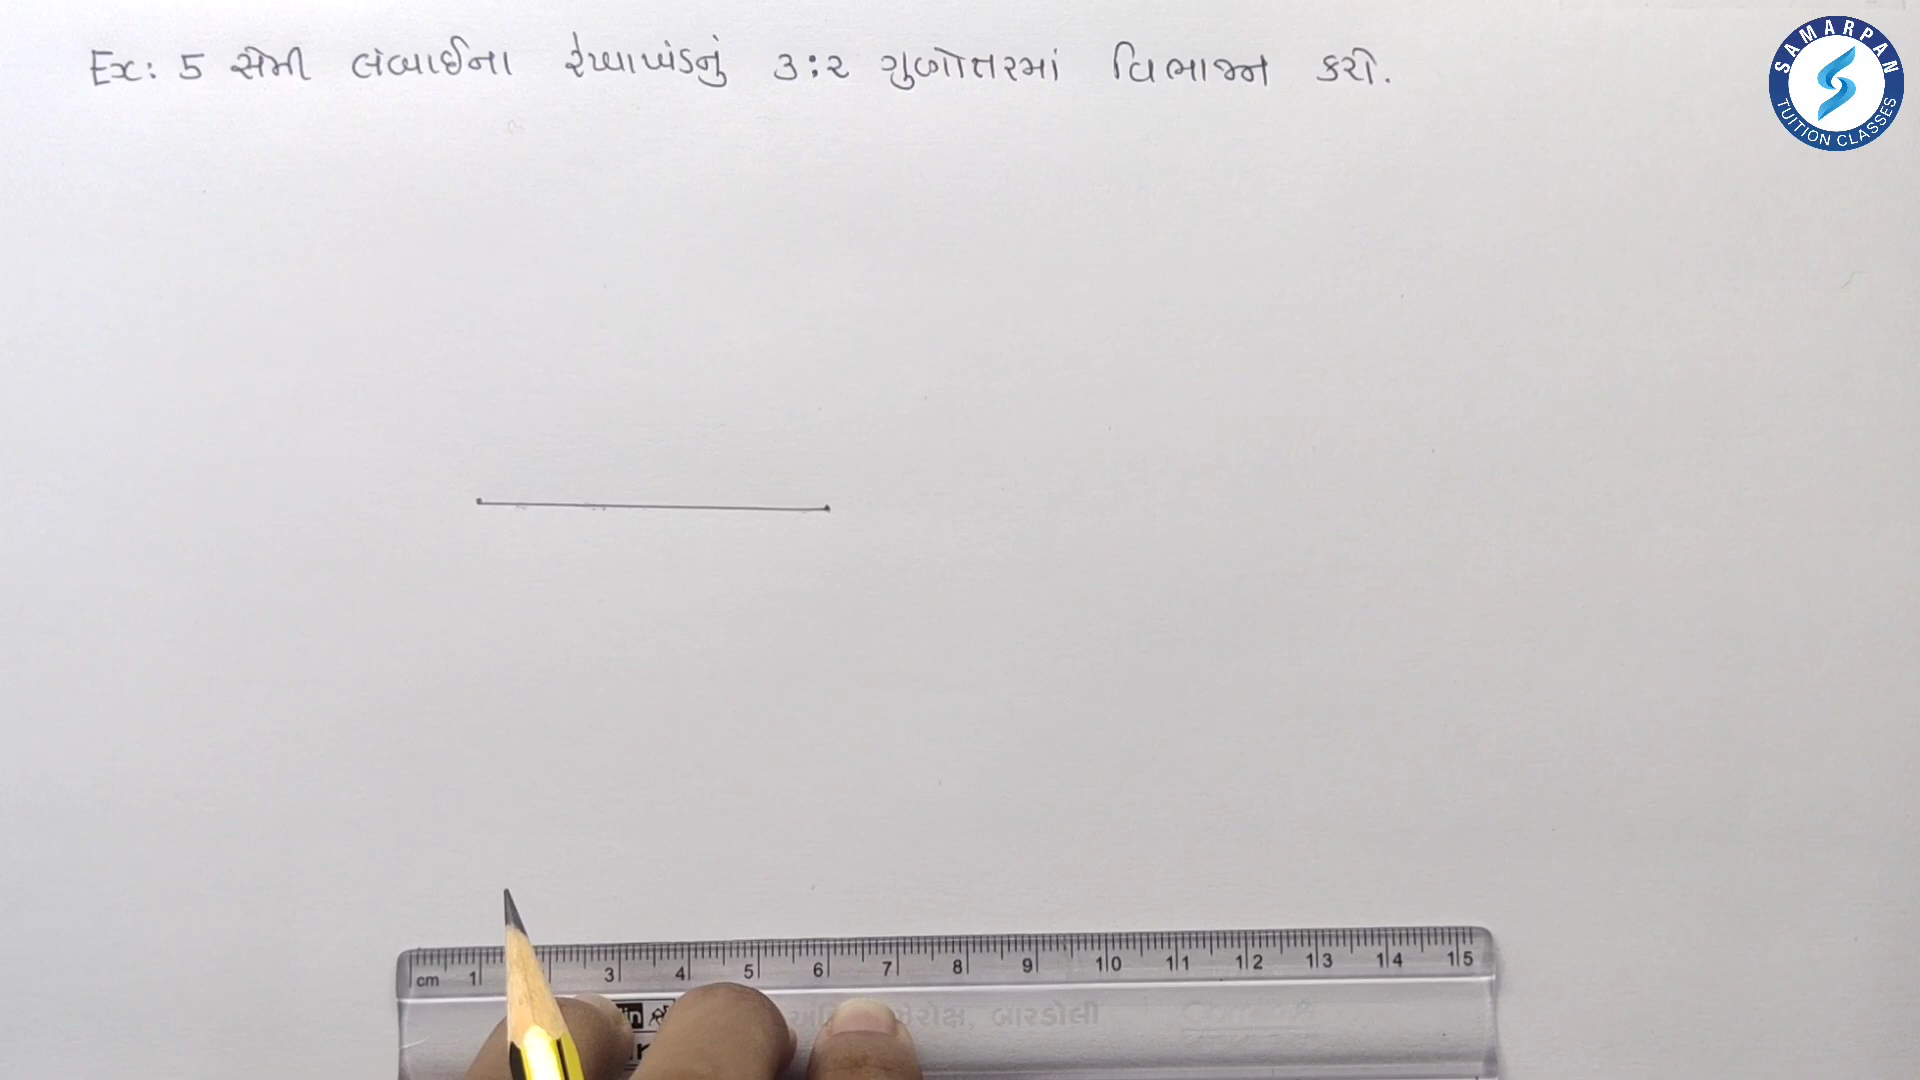 Ex: 5 સેમી લંબાઈના રેખાખંડનું ૩:૨ ગુણોત્તરમાં વિભાજન કરો.
SAMARPAN
TUITION CLASSES
cm 1 3 4 5 6 7 8 9 10 11 12 13 14 15
રોક્ષ, બારડોલી